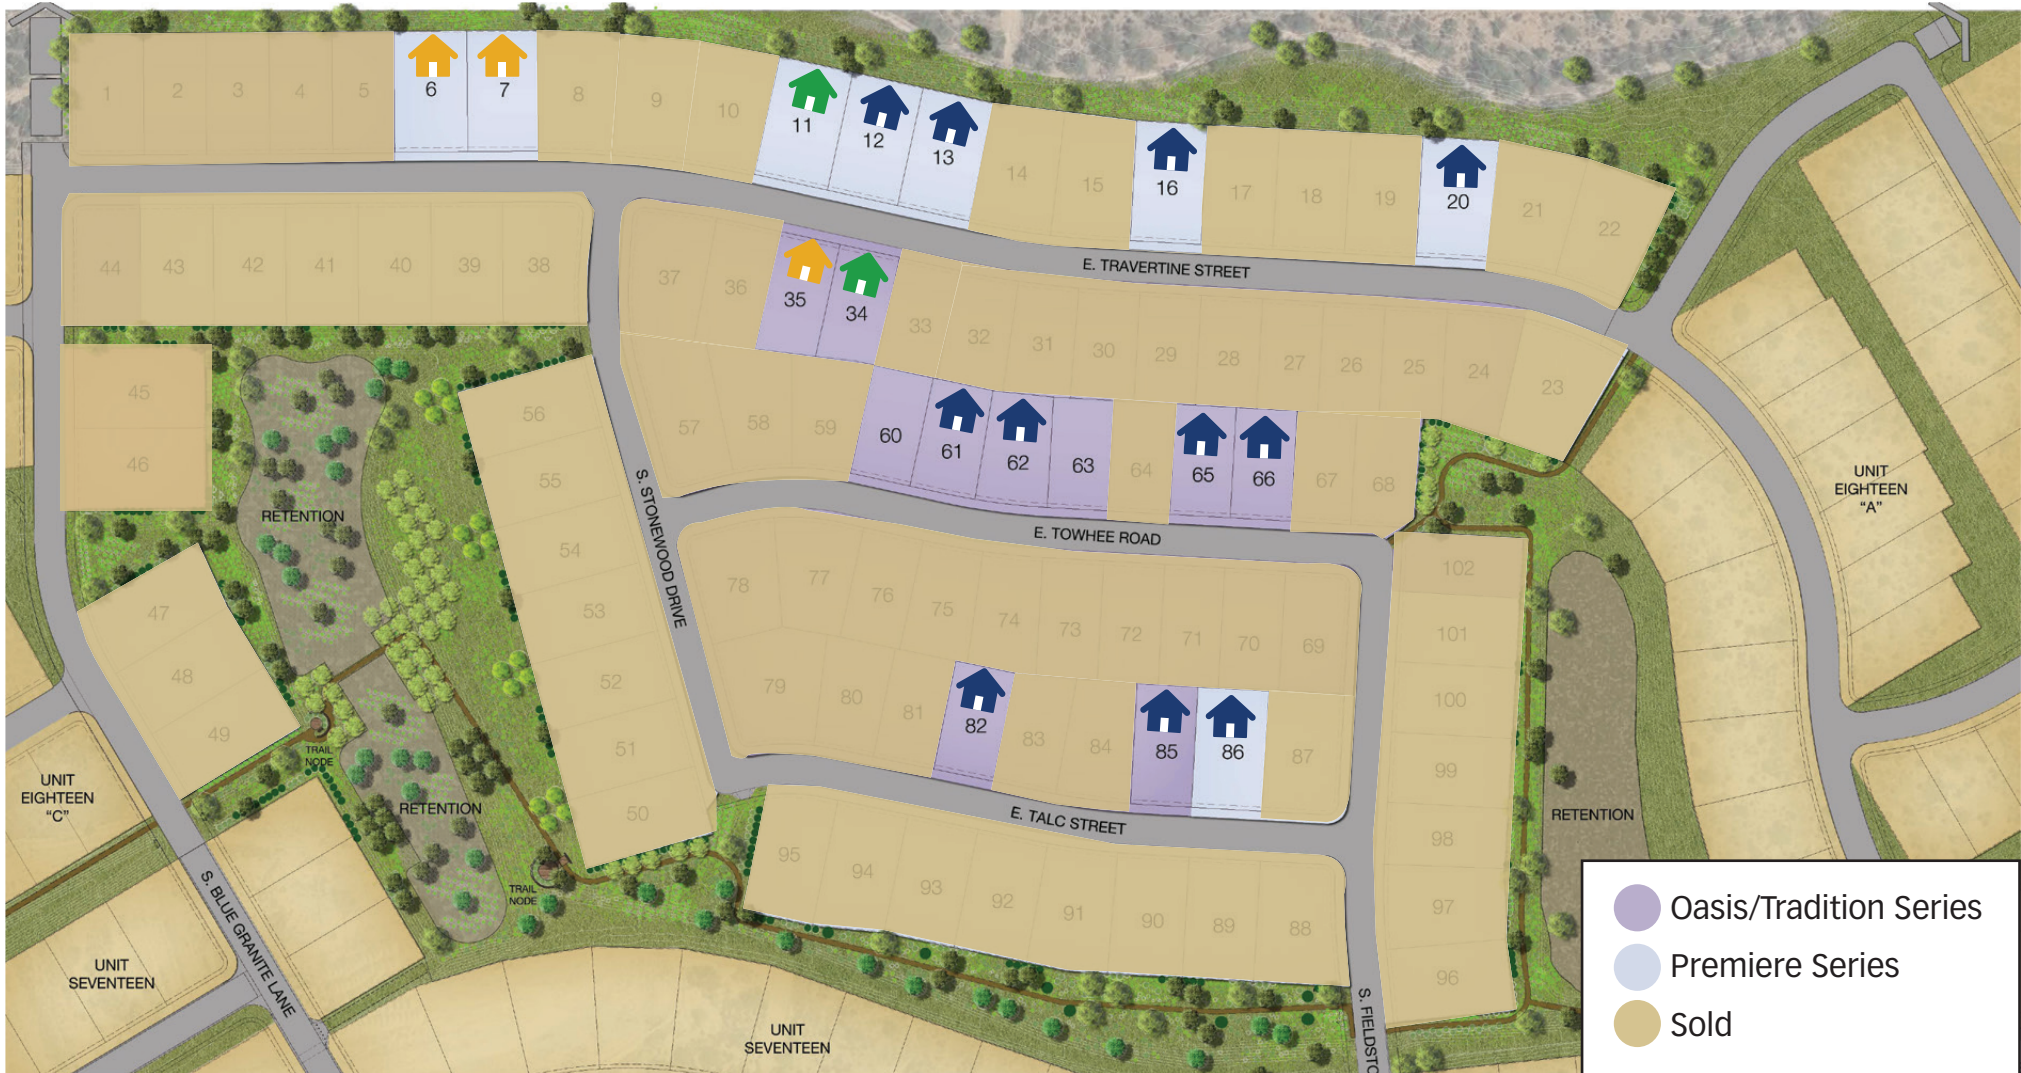 1 2 3 4 5 6 7 8 9 10 11 12 13 14 15 16 17 18 19 20 21 22
E. TRAVERTINE STREET
44 43 42 41 40 39 38
37 36 35 34 33 32 31 30 29 28 27 26 25 24 23
45
46
56
55
54
53
52
51
50
57 58 59 60 61 62 63 64 65 66 67 68
S. STONEWOOD DRIVE
E. TOWHEE ROAD
RETENTION
UNIT
EIGHTEEN
“A”
47
48
49
78 77 76 75 74 73 72 71 70 69
79 80 81 82 83 84 85 86 87
102
101
100
99
98
97
96
TRAIL
NODE
RETENTION
RETENTION
UNIT
EIGHTEEN
“C”
E. TALC STREET
95 94 93 92 91 90 89 88
TRAIL
NODE
S. BLUE GRANITE LANE
UNIT
SEVENTEEN
UNIT
SEVENTEEN
S. FIELDSTO
Oasis/Tradition Series
Premiere Series
Sold